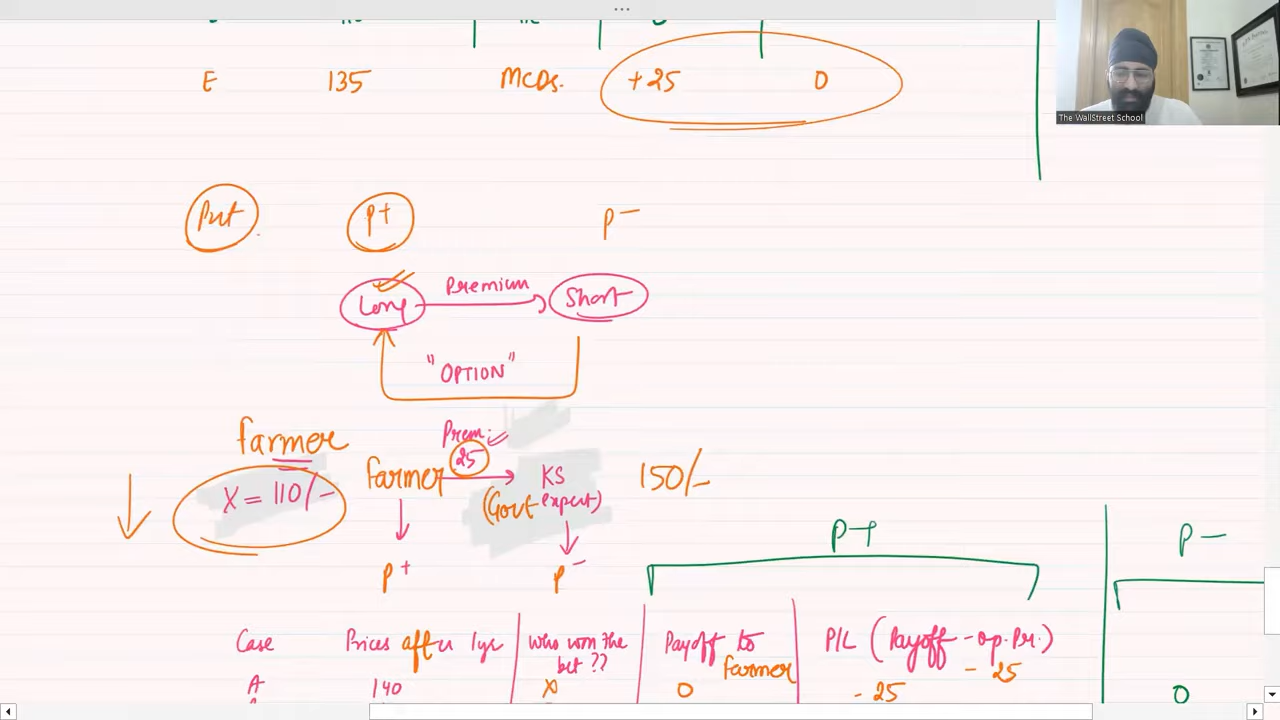 E 135 MCDs. +25 0
Put P+ P-
Long Premium Short
"OPTION"
farmer Prem.
X = 110/- farmer 25 KS 150/-
(Govt expert)
P+ P-
P+ P-
Case Prices after 1yr Who won the bet ?? Payoff to farmer P/L (Payoff - op.Pr.)
- 25
A 140 X 0 - 25 0
The WallStreet School